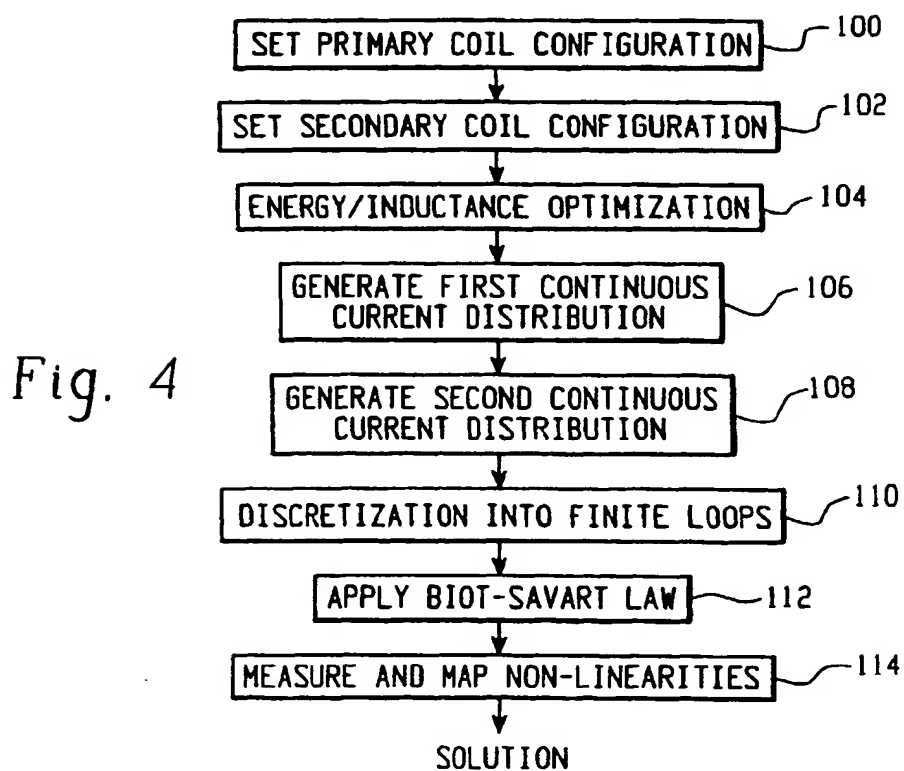 SET PRIMARY COIL CONFIGURATION 100
SET SECONDARY COIL CONFIGURATION 102
ENERGY/INDUCTANCE OPTIMIZATION 104
GENERATE FIRST CONTINUOUS
CURRENT DISTRIBUTION 106
Fig. 4
GENERATE SECOND CONTINUOUS
CURRENT DISTRIBUTION 108
DISCRETIZATION INTO FINITE LOOPS 110
APPLY BIOT-SAVART LAW 112
MEASURE AND MAP NON-LINEARITIES 114
SOLUTION